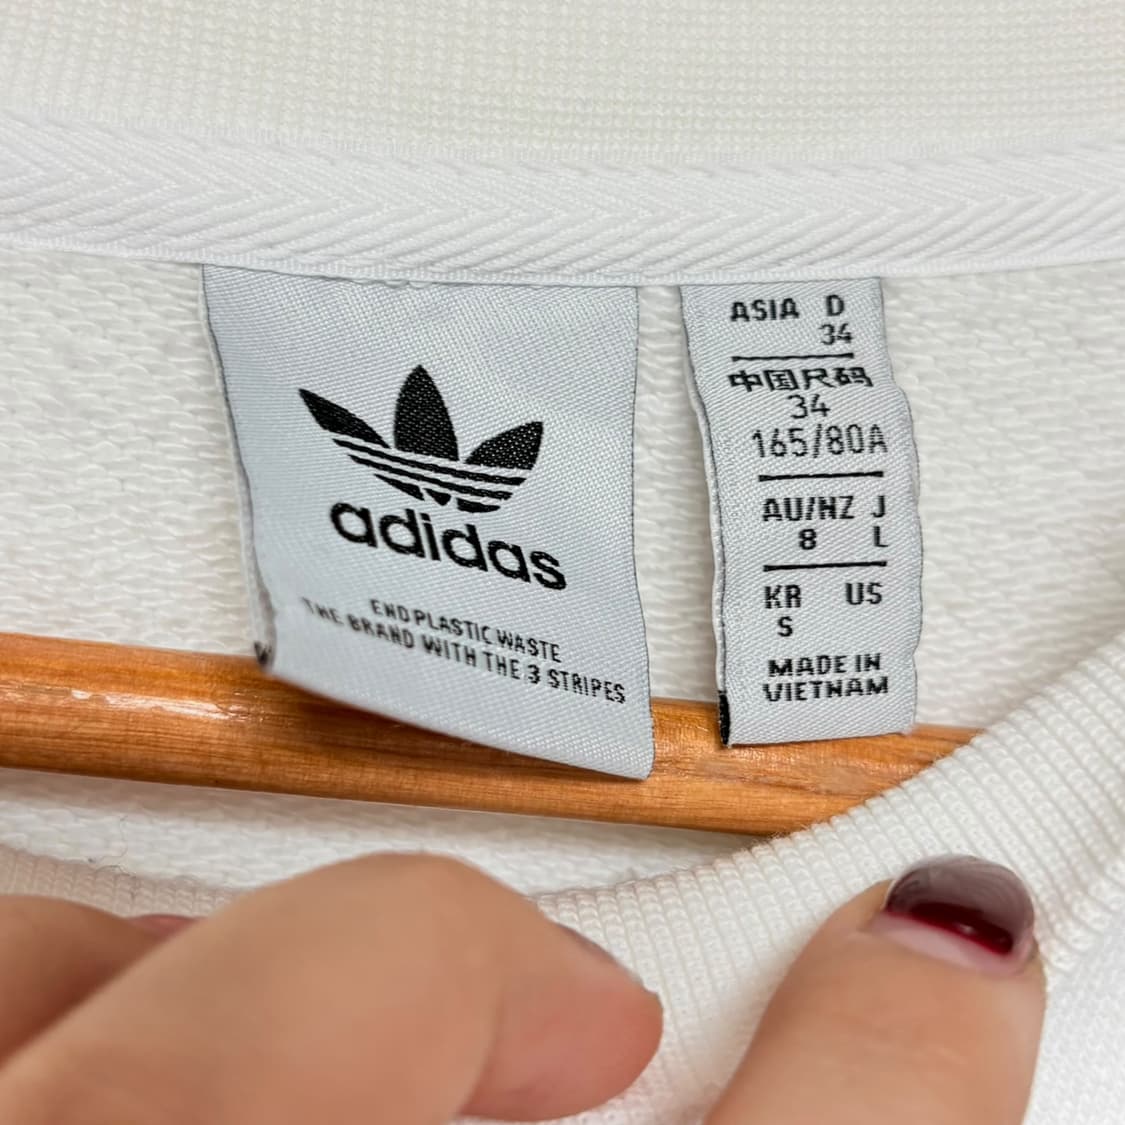 adidas
END PLASTIC WASTE
THE BRAND WITH THE 3 STRIPES
ASIA D
34
中国尺码
34
165/80A
AU/NZ J
8 L
KR US
S
MADE IN
VIETNAM